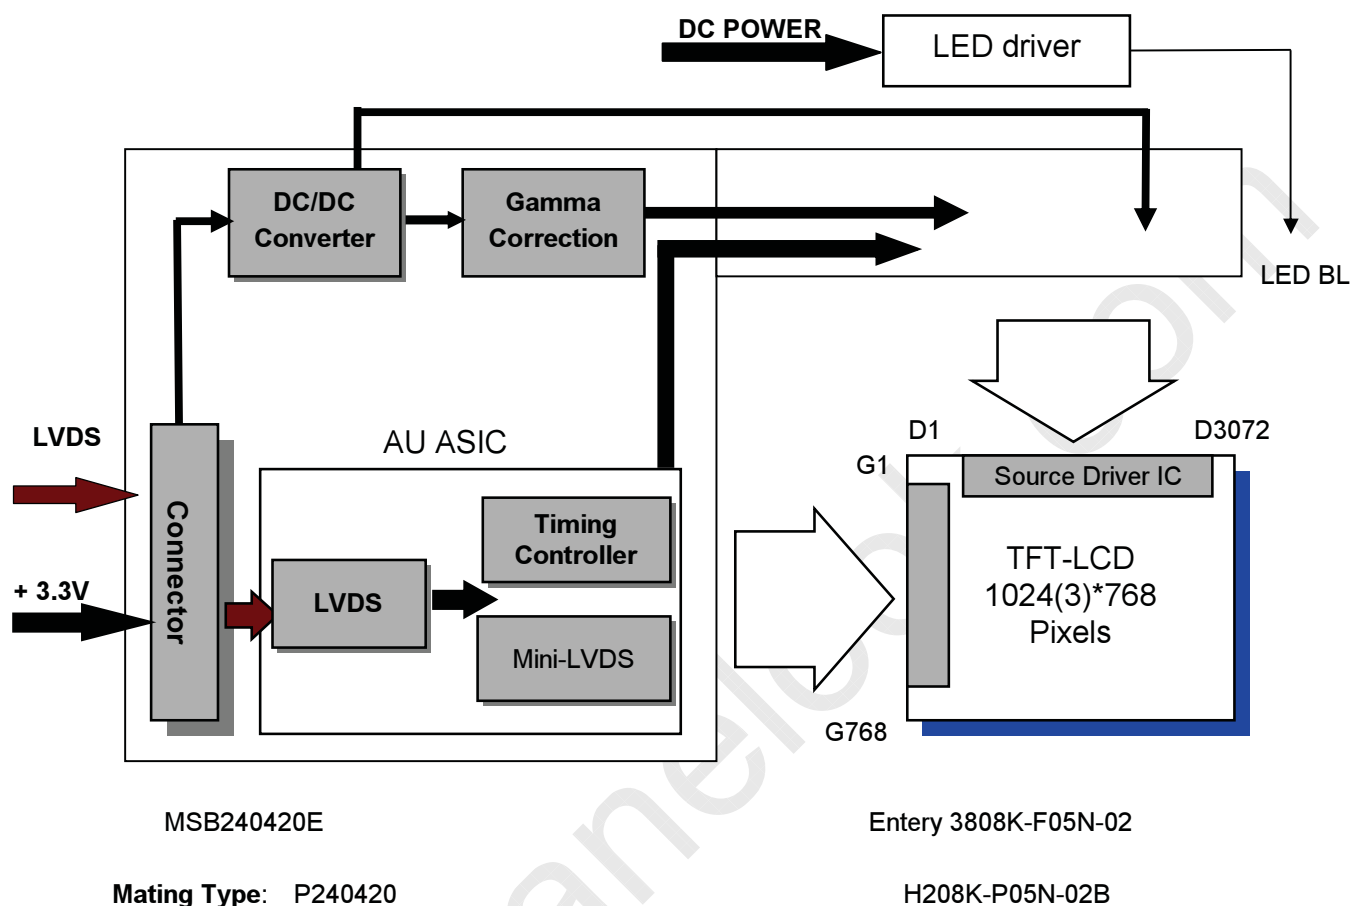 DC POWER
LED driver
DC/DC
Converter
Gamma
Correction
LED BL
LVDS
AU ASIC
D1
D3072
G1
Source Driver IC
Connector
Timing
Controller
TFT-LCD
1024(3)*768
Pixels
+ 3.3V
LVDS
Mini-LVDS
G768
MSB240420E
Entery 3808K-F05N-02
Mating Type: P240420
H208K-P05N-02B